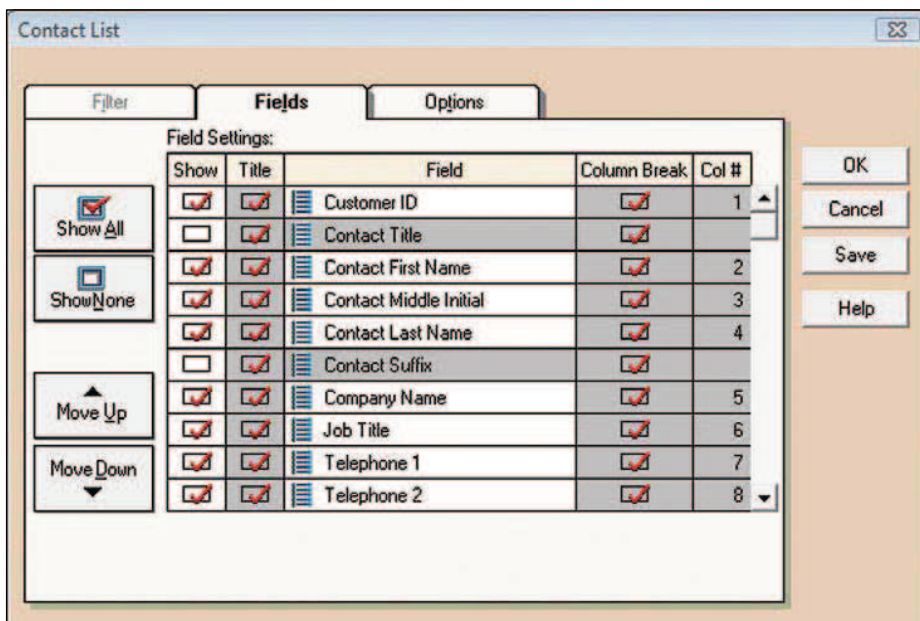 Contact List
Filter Fields Options
Field Settings:
Show Title Field Column Break Col #
Customer ID 1
Contact Title
Contact First Name 2
Contact Middle Initial 3
Contact Last Name 4
Contact Suffix
Company Name 5
Job Title 6
Telephone 1 7
Telephone 2 8
Show All
ShowNone
Move Up
Move Down
OK
Cancel
Save
Help